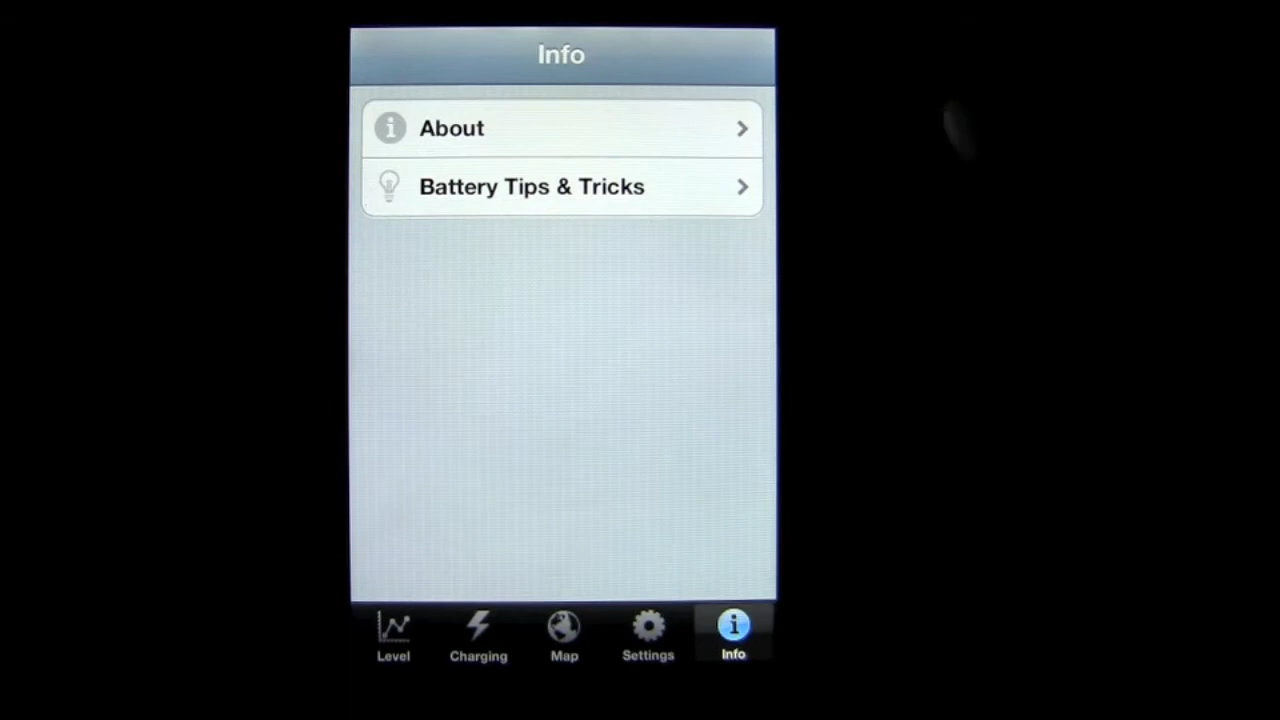 Info
About
Battery Tips & Tricks
Level
Charging
Map
Settings
Info